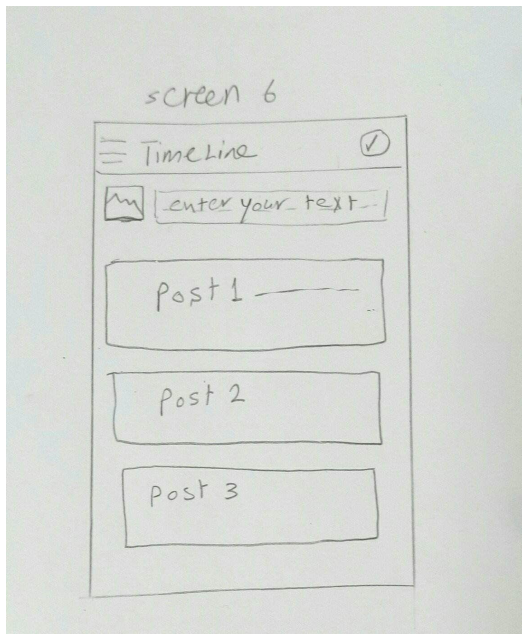 screen 6
TimeLine
enter your text
Post 1
Post 2
Post 3